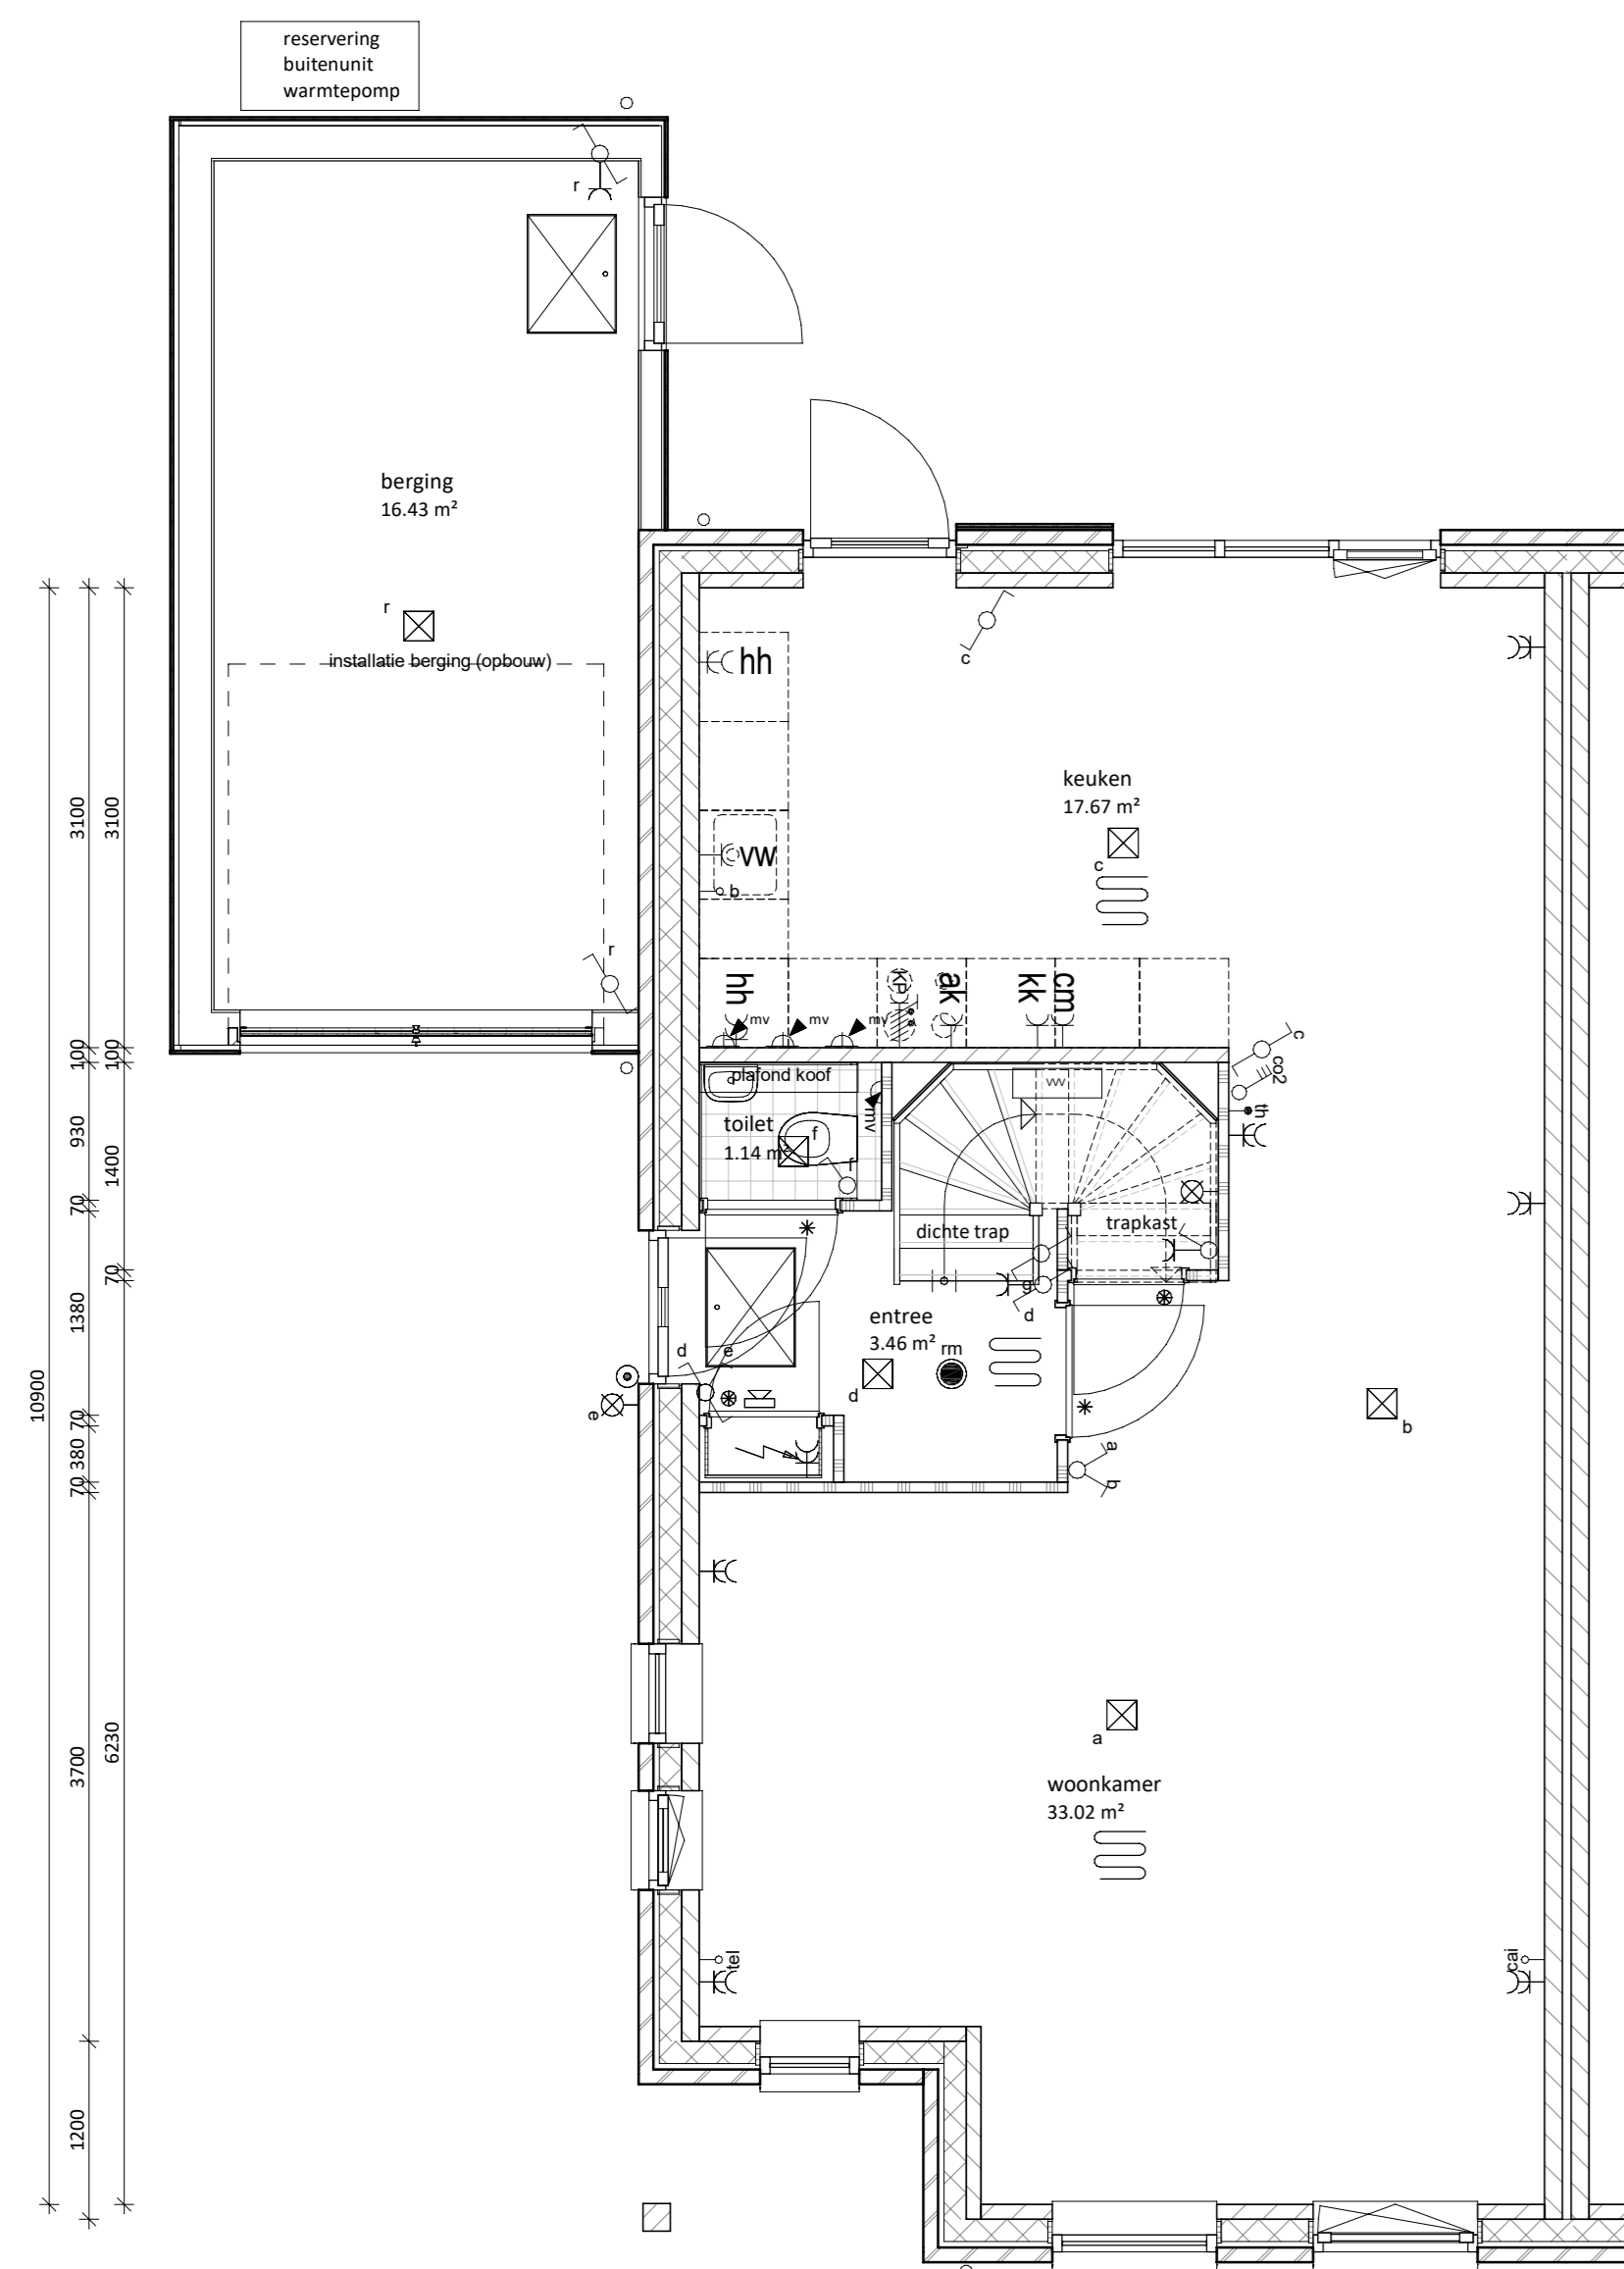 reservering
buitenunit
warmtepomp
r
berging
16.43 m²
r
installatie berging (opbouw)
r
c
hh
keuken
17.67 m²
c
vw
b
hh
KP
ak
kk
cm
mv
mv
mv
c
co2
th
plafond koof
vvv
toilet
1.14 m²
f
f
mv
dichte trap
trapkast
g
d
entree
3.46 m²
rm
d
e
d
e
a
b
b
a
woonkamer
33.02 m²
tel
cai
10900
3100
100
930
70
1380
70
380
70
3700
1200
3100
100
1400
70
6230